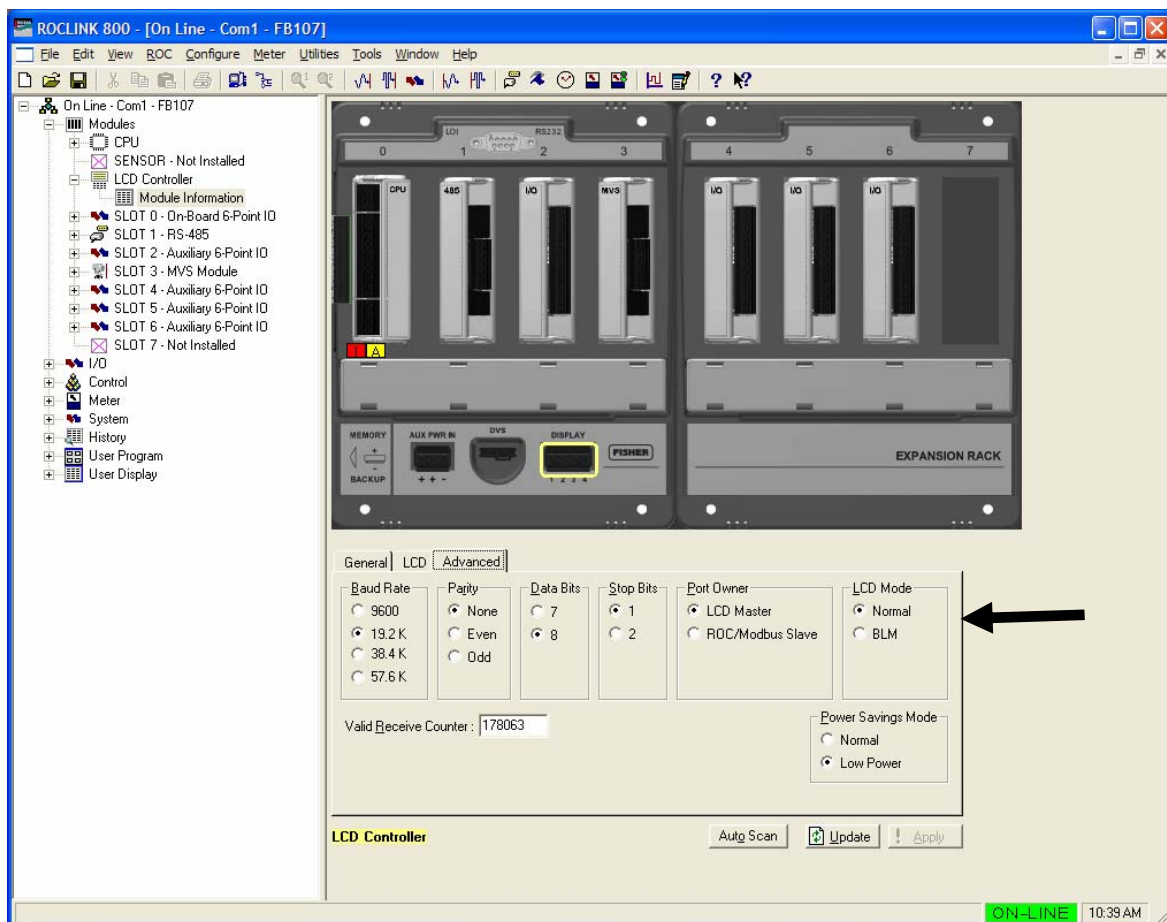 ROCLINK 800 - [On Line - Com1 - FB107]
File Edit View ROC Configure Meter Utilities Tools Window Help
On Line - Com1 - FB107
Modules
CPU
SENSOR - Not Installed
LCD Controller
Module Information
SLOT 0 - On-Board 6-Point IO
SLOT 1 - RS-485
SLOT 2 - Auxiliary 6-Point IO
SLOT 3 - MVS Module
SLOT 4 - Auxiliary 6-Point IO
SLOT 5 - Auxiliary 6-Point IO
SLOT 6 - Auxiliary 6-Point IO
SLOT 7 - Not Installed
I/O
Control
Meter
System
History
User Program
User Display
LOI RS232
0 1 2 3 4 5 6 7
CPU 485 I/O MVS I/O I/O I/O
A
MEMORY AUX PWR IN DVS DISPLAY FISHER
EXPANSION RACK
BACKUP + + - 1 2 3 4
General LCD Advanced
Baud Rate Parity Data Bits Stop Bits Port Owner LCD Mode
9600 None 7 1 LCD Master Normal
19.2 K Even 8 2 ROC/Modbus Slave BLM
38.4 K Odd
57.6 K
Valid Receive Counter : 178063
Power Savings Mode
Normal
Low Power
LCD Controller Auto Scan Update ! Apply
ON-LINE 10:39 AM